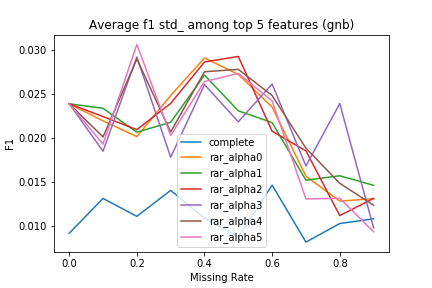 Average f1 std_ among top 5 features (gnb)
0.030
0.025
0.020
0.015
0.010
F1
complete
rar_alpha0
rar_alpha1
rar_alpha2
rar_alpha3
rar_alpha4
rar_alpha5
0.0 0.2 0.4 0.6 0.8
Missing Rate